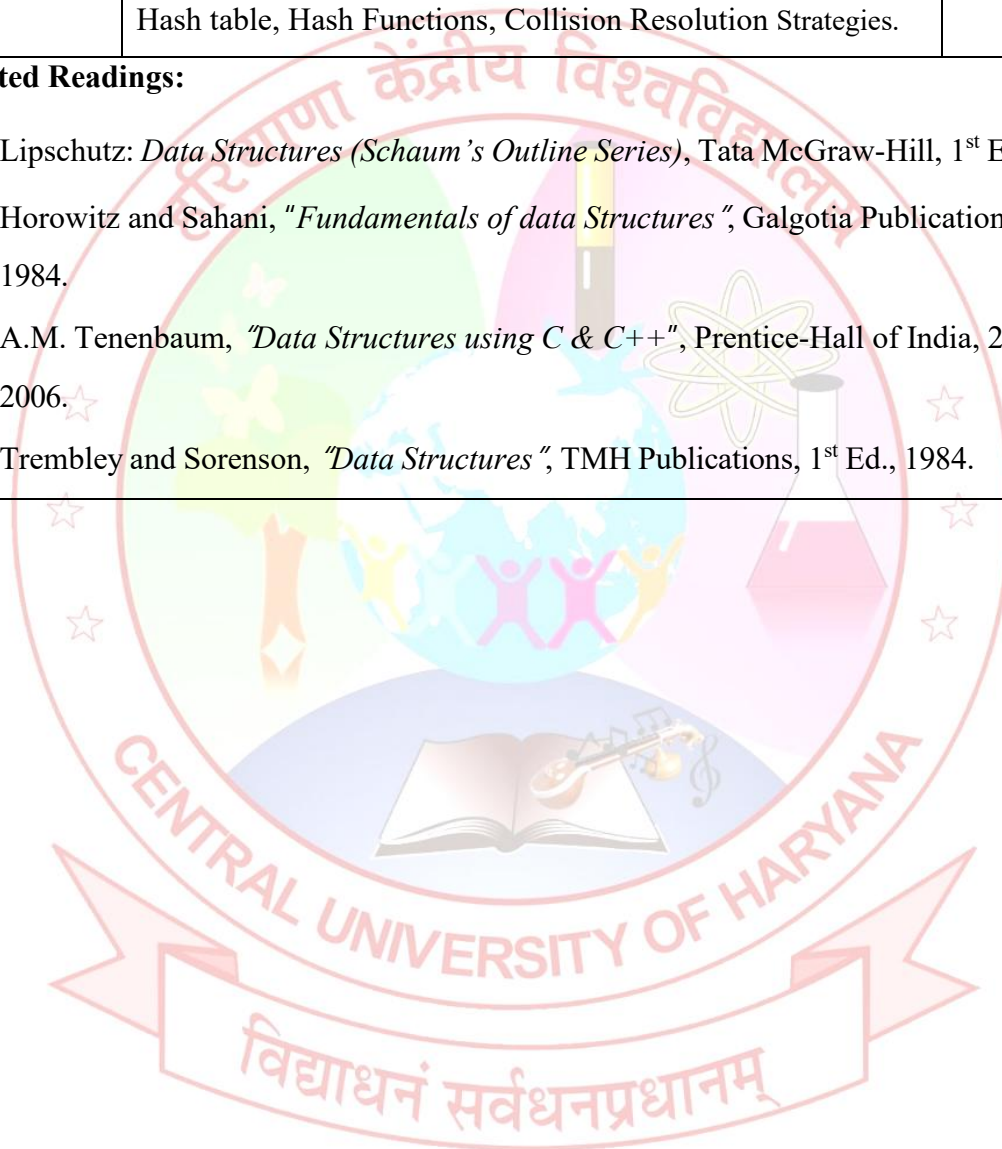 Hash table, Hash Functions, Collision Resolution Strategies.
ted Readings:
Lipschutz: Data Structures (Schaum's Outline Series), Tata McGraw-Hill, 1st E
Horowitz and Sahani, "Fundamentals of data Structures", Galgotia Publication
1984.
A.M. Tenenbaum, "Data Structures using C & C++", Prentice-Hall of India, 2
2006.
Trembley and Sorenson, "Data Structures", TMH Publications, 1st Ed., 1984.
हरियाणा केंद्रीय विश्वविद्यालय
CENTRAL UNIVERSITY OF HARYANA
विद्याधनं सर्वधनप्रधानम्